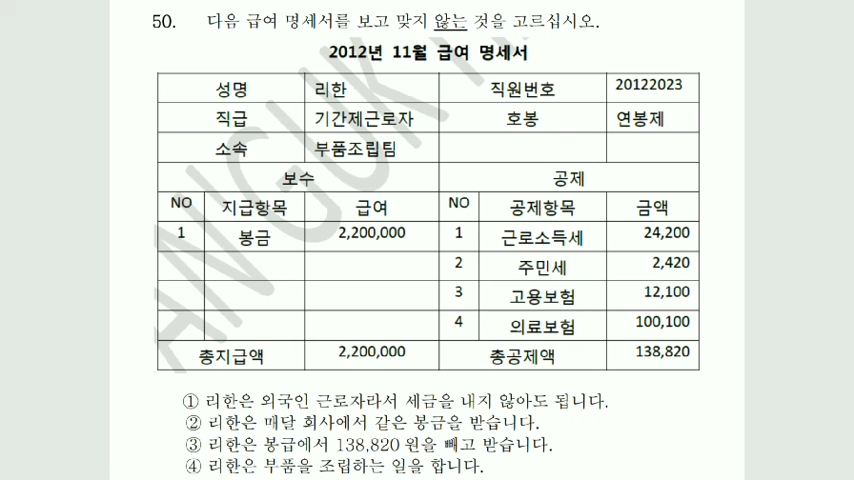 50. 다음 급여 명세서를 보고 맞지 않는 것을 고르십시오.
2012년 11월 급여 명세서
성명 리한 직원번호 20122023
직급 기간제근로자 호봉 연봉제
소속 부품조립팀
보수 공제
NO 지급항목 급여 NO 공제항목 금액
1 봉금 2,200,000 1 근로소득세 24,200
2 주민세 2,420
3 고용보험 12,100
4 의료보험 100,100
총지급액 2,200,000 총공제액 138,820
① 리한은 외국인 근로자라서 세금을 내지 않아도 됩니다.
② 리한은 매달 회사에서 같은 봉금을 받습니다.
③ 리한은 봉급에서 138,820 원을 빼고 받습니다.
④ 리한은 부품을 조립하는 일을 합니다.